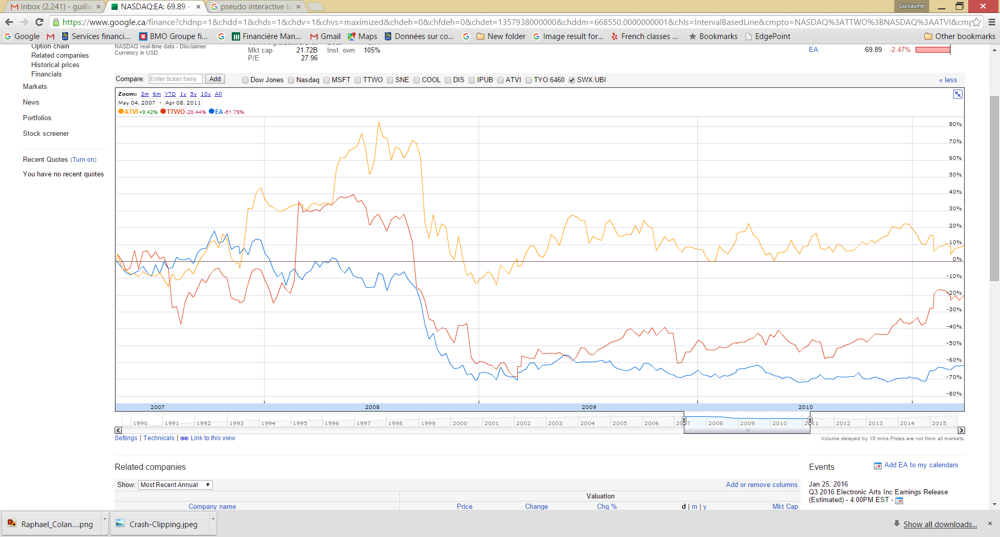 Inbox (2,241) - guilla
NASDAQ:EA: 69.89 -
pseudo interactive lo
Guillaume
https://www.google.ca/finance?chdnp=1&chdd=1&chds=1&chdv=1&chvs=maximized&chdeh=0&chfdeh=0&chdet=1357938000000&chddm=668550.0000000001&chls=IntervalBasedLine&cmpto=NASDAQ%3ATTWO%3BNASDAQ%3AATVI&cmp
Google
Services financi...
BMO Groupe fi...
Financière Man...
Gmail
Maps
Données sur co...
New folder
Image result for...
French classes ...
Bookmarks
EdgePoint
Other bookmarks
Option chain
Related companies
Historical prices
Financials
Markets
News
Portfolios
Stock screener
Recent Quotes (Turn on)
You have no recent quotes
NASDAQ real-time data - Disclaimer
Currency in USD
Mkt cap 21.72B
P/E 27.96
Inst. own 105%
EA 69.89 -2.47%
Compare: Enter ticker here Add Dow Jones Nasdaq MSFT TTWO SNE COOL DIS IPUB ATVI TYO:6460 SWX:UBI « less
Zoom: 3m 6m YTD 1y 5y 10y All
May 04, 2007 - Apr 08, 2011
ATVI +9.42% TTWO -20.44% EA -61.79%
80%
70%
60%
50%
40%
30%
20%
10%
0%
-10%
-20%
-30%
-40%
-50%
-60%
-70%
-80%
2007 2008 2009 2010
1990 1991 1992 1993 1994 1995 1996 1997 1998 1999 2000 2001 2002 2003 2004 2005 2006 2007 2008 2009 2010 2011 2012 2013 2014 2015
Settings | Technicals | Link to this view
Volume delayed by 15 mins.Prices are not from all markets.
Related companies
Show: Most Recent Annual
Add or remove columns
Valuation
Company name Price Change Chg % d | m | y Mkt Cap
Events
Add EA to my calendars
Jan 25, 2016
Q3 2016 Electronic Arts Inc Earnings Release
(Estimated) - 4:00PM EST -
Raphael_Colan....png
Crash-Clipping.jpeg
Show all downloads...